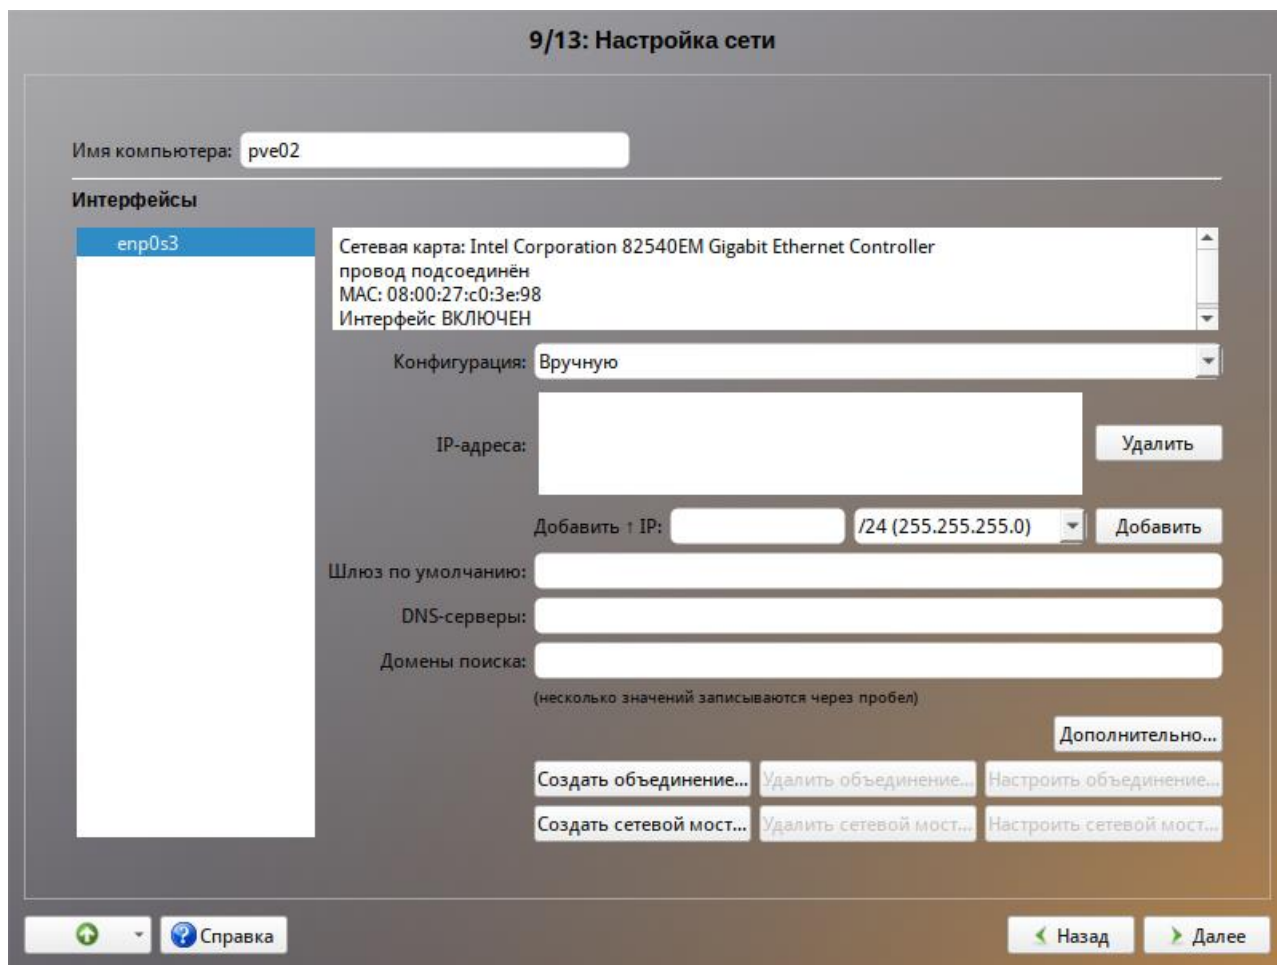 9/13: Настройка сети
Имя компьютера: pve02
Интерфейсы
enp0s3
Сетевая карта: Intel Corporation 82540EM Gigabit Ethernet Controller
провод подсоединён
MAC: 08:00:27:c0:3e:98
Интерфейс ВКЛЮЧЕН
Конфигурация: Вручную
IP-адреса: Удалить
Добавить ↑ IP: /24 (255.255.255.0) Добавить
Шлюз по умолчанию:
DNS-серверы:
Домены поиска:
(несколько значений записываются через пробел)
Дополнительно...
Создать объединение... Удалить объединение... Настроить объединение...
Создать сетевой мост... Удалить сетевой мост... Настроить сетевой мост...
Справка Назад Далее